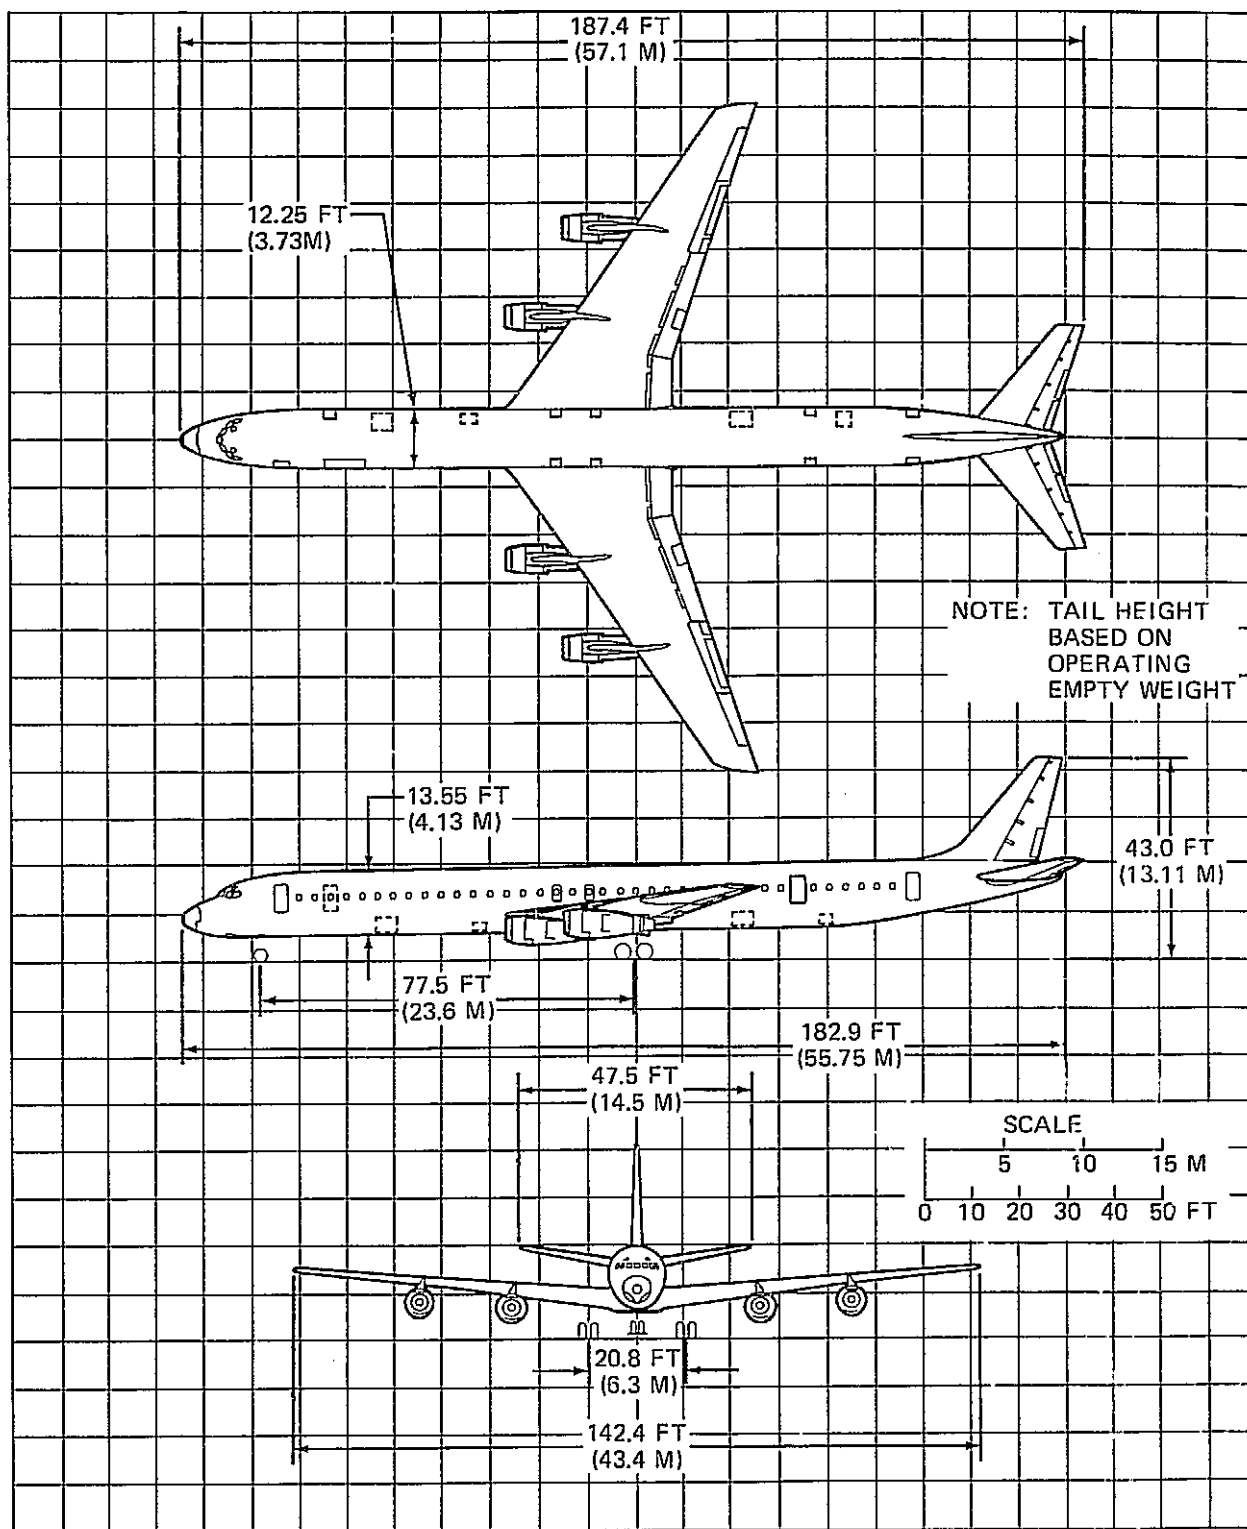 187.4 FT
(57.1 M)
12.25 FT
(3.73M)
NOTE: TAIL HEIGHT
BASED ON
OPERATING
EMPTY WEIGHT
13.55 FT
(4.13 M)
43.0 FT
(13.11 M)
77.5 FT
(23.6 M)
182.9 FT
(55.75 M)
47.5 FT
(14.5 M)
SCALE
5 10 15 M
0 10 20 30 40 50 FT
20.8 FT
(6.3 M)
142.4 FT
(43.4 M)